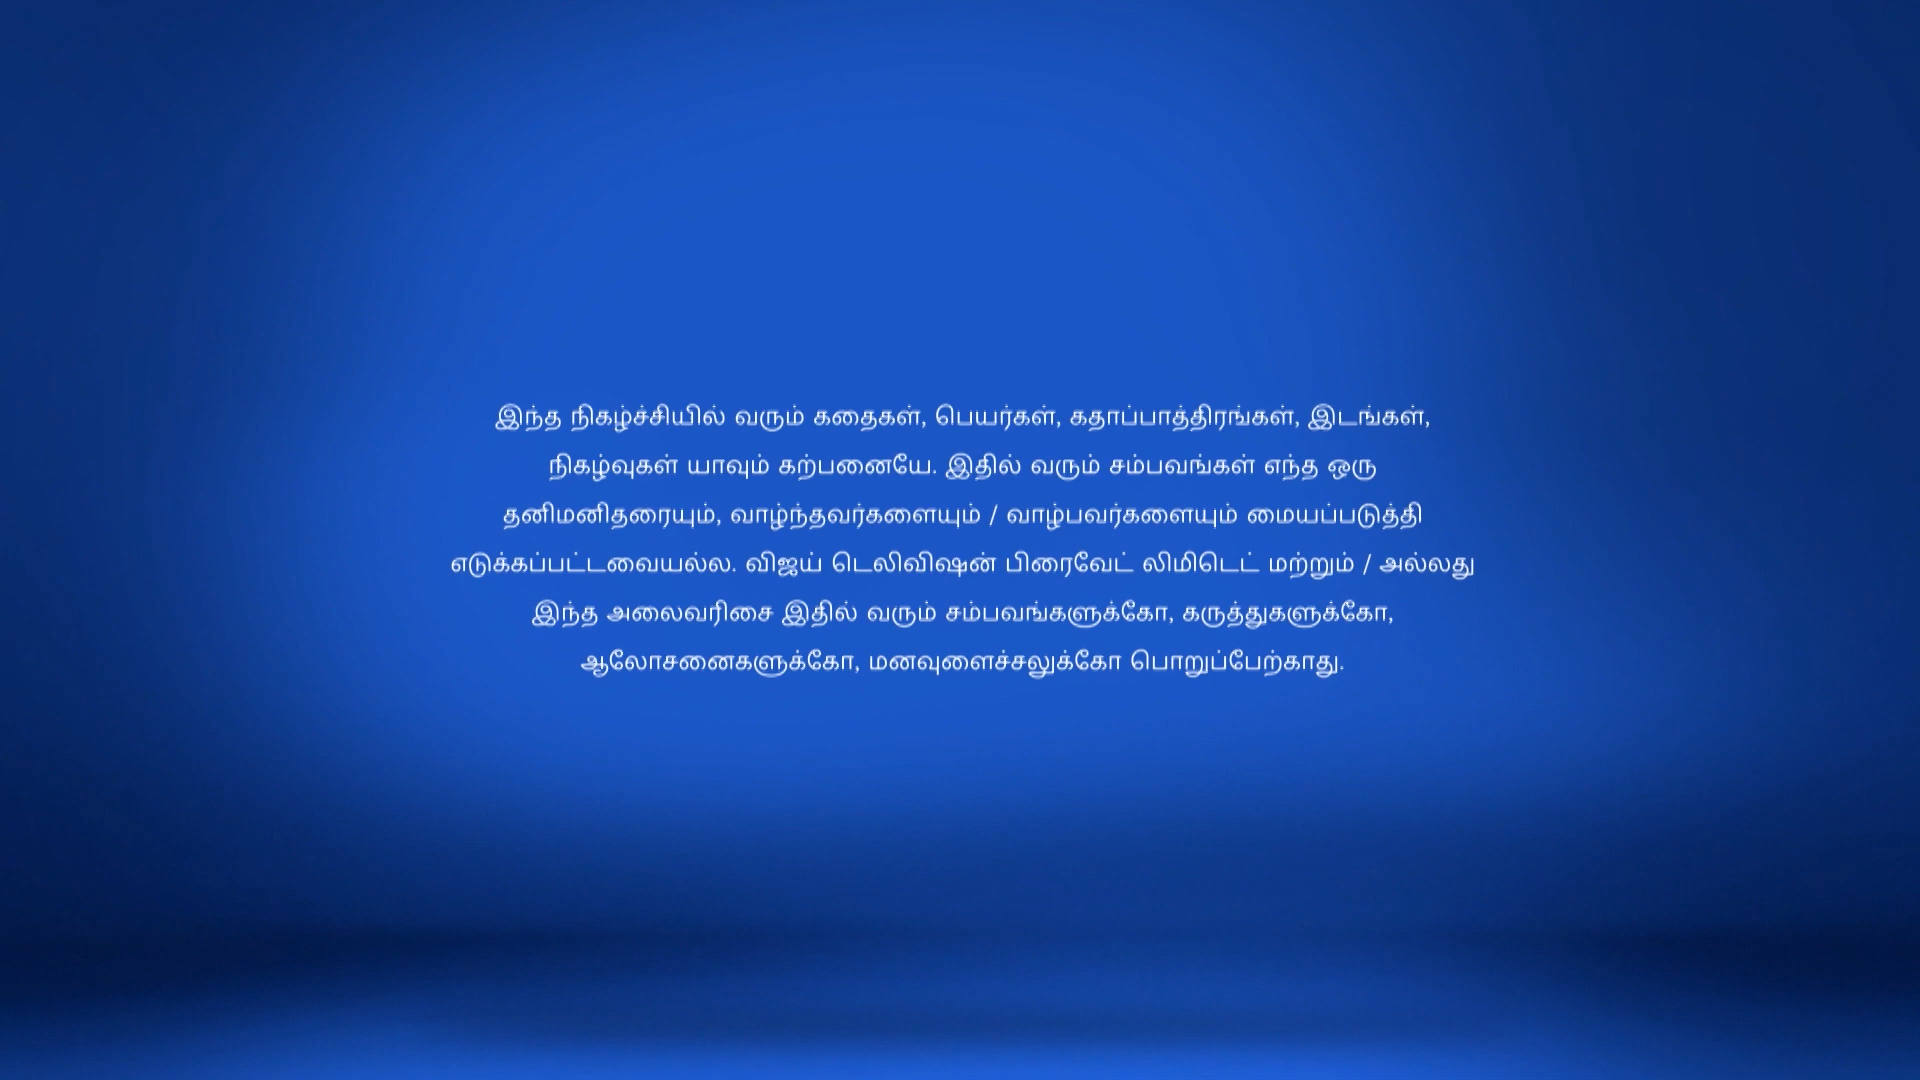 இந்த நிகழ்ச்சியில் வரும் கதைகள், பெயர்கள், கதாப்பாத்திரங்கள், இடங்கள்,
நிகழ்வுகள் யாவும் கற்பனையே. இதில் வரும் சம்பவங்கள் எந்த ஒரு
தனிமனிதரையும், வாழ்ந்தவர்களையும் / வாழ்பவர்களையும் மையப்படுத்தி
எடுக்கப்பட்டவையல்ல. விஜய் டெலிவிஷன் பிரைவேட் லிமிடெட் மற்றும் / அல்லது
இந்த அலைவரிசை இதில் வரும் சம்பவங்களுக்கோ, கருத்துகளுக்கோ,
ஆலோசனைகளுக்கோ, மனவுளைச்சலுக்கோ பொறுப்பேற்காது.